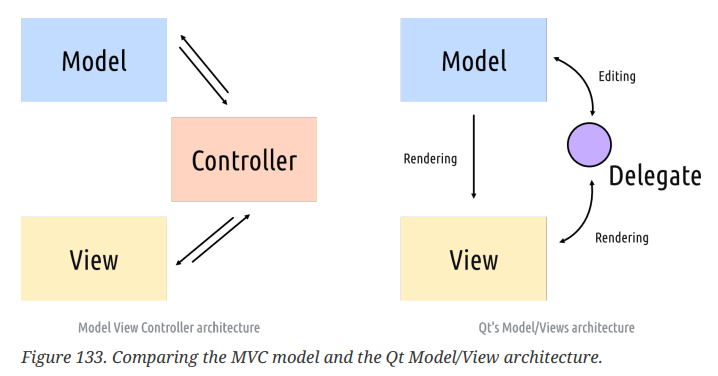 Model
Controller
View
Model View Controller architecture
Model
Editing
Rendering
Delegate
Rendering
View
Qt's Model/Views architecture
Figure 133. Comparing the MVC model and the Qt Model/View architecture.